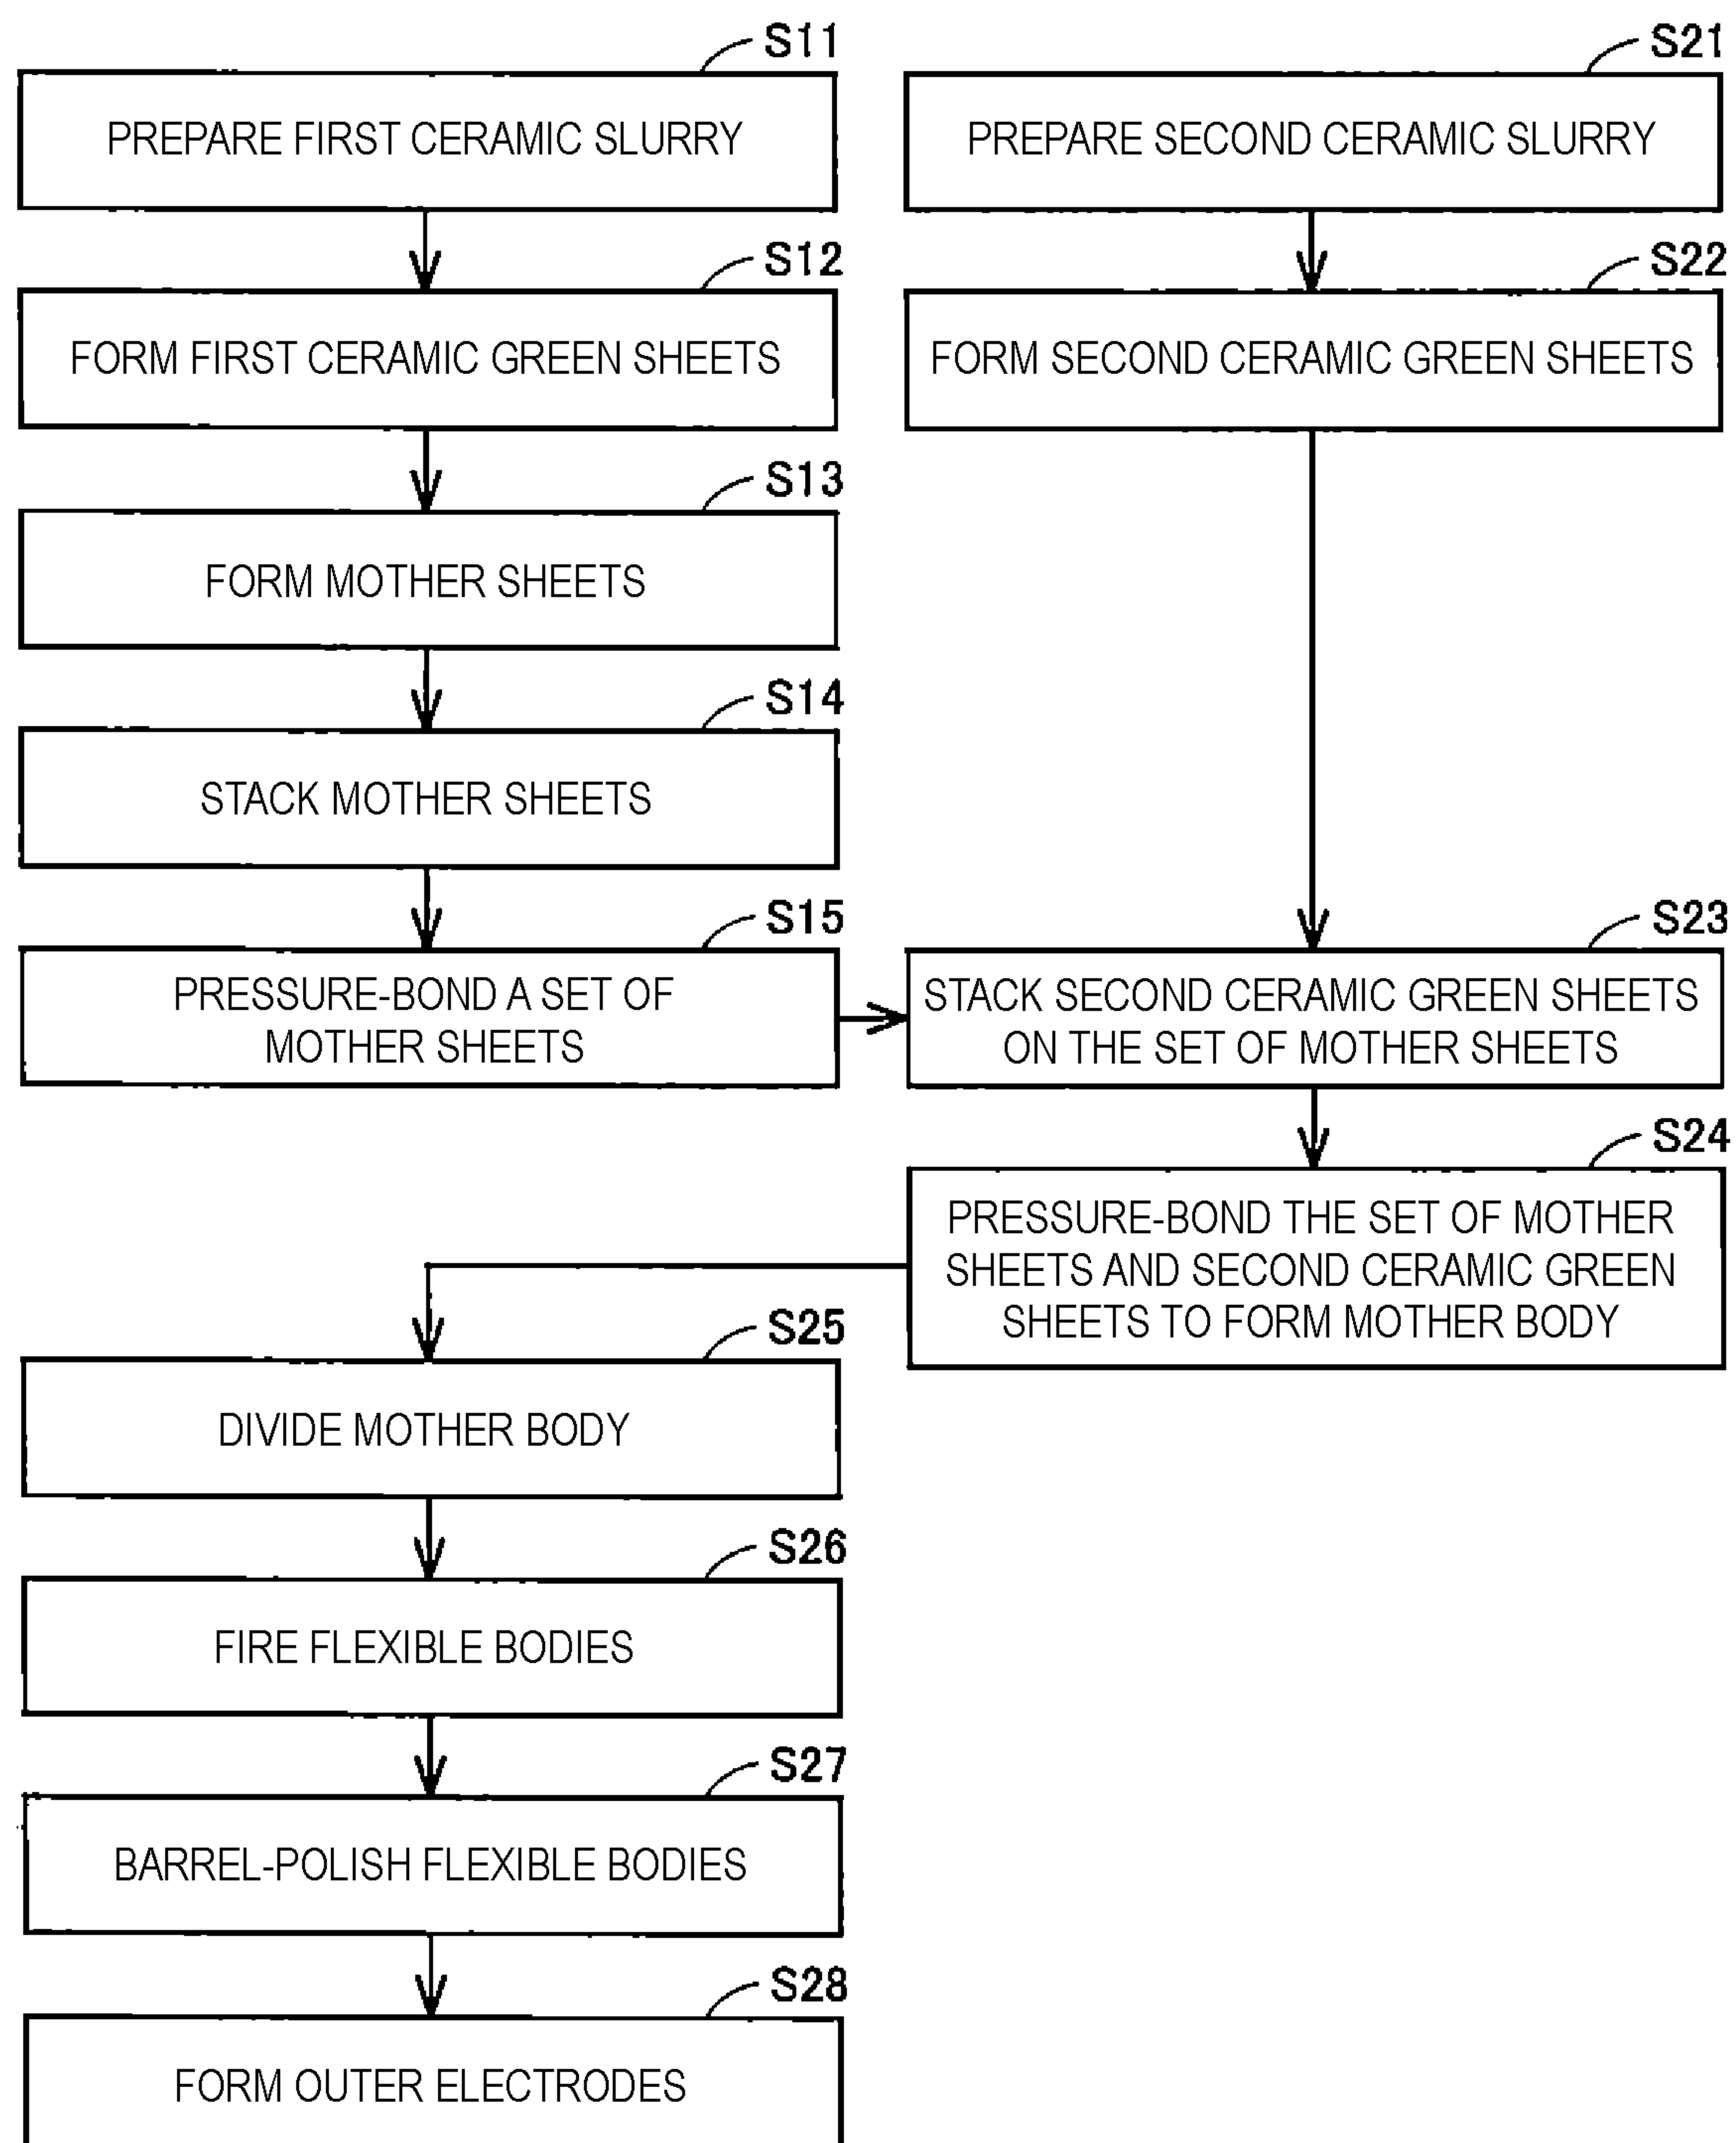 S11
PREPARE FIRST CERAMIC SLURRY
S21
PREPARE SECOND CERAMIC SLURRY
S12
FORM FIRST CERAMIC GREEN SHEETS
S22
FORM SECOND CERAMIC GREEN SHEETS
S13
FORM MOTHER SHEETS
S14
STACK MOTHER SHEETS
S15
PRESSURE-BOND A SET OF
MOTHER SHEETS
S23
STACK SECOND CERAMIC GREEN SHEETS
ON THE SET OF MOTHER SHEETS
S24
PRESSURE-BOND THE SET OF MOTHER
SHEETS AND SECOND CERAMIC GREEN
SHEETS TO FORM MOTHER BODY
S25
DIVIDE MOTHER BODY
S26
FIRE FLEXIBLE BODIES
S27
BARREL-POLISH FLEXIBLE BODIES
S28
FORM OUTER ELECTRODES